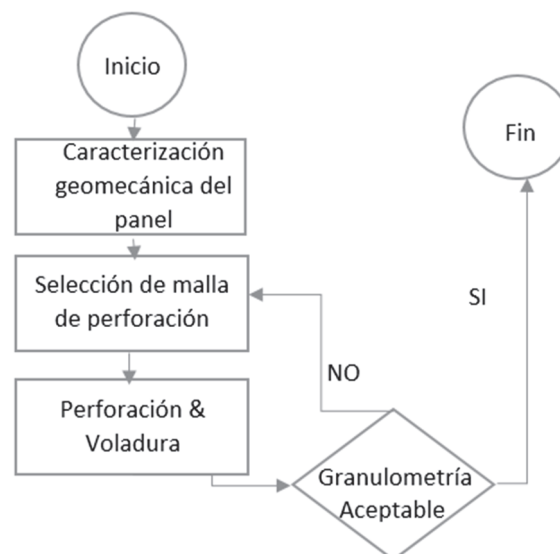 Inicio
Caracterización
geomecánica del
panel
Selección de malla
de perforación
Perforación &
Voladura
Granulometría
Aceptable
NO
SI
Fin